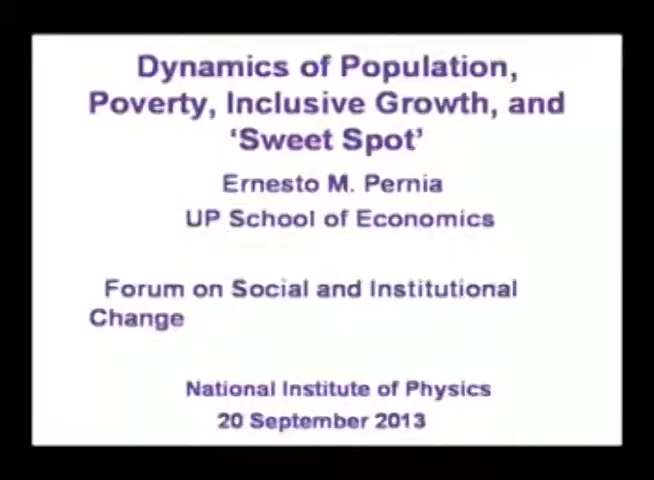 Dynamics of Population,
Poverty, Inclusive Growth, and
‘Sweet Spot’
Ernesto M. Pernia
UP School of Economics
Forum on Social and Institutional
Change
National Institute of Physics
20 September 2013